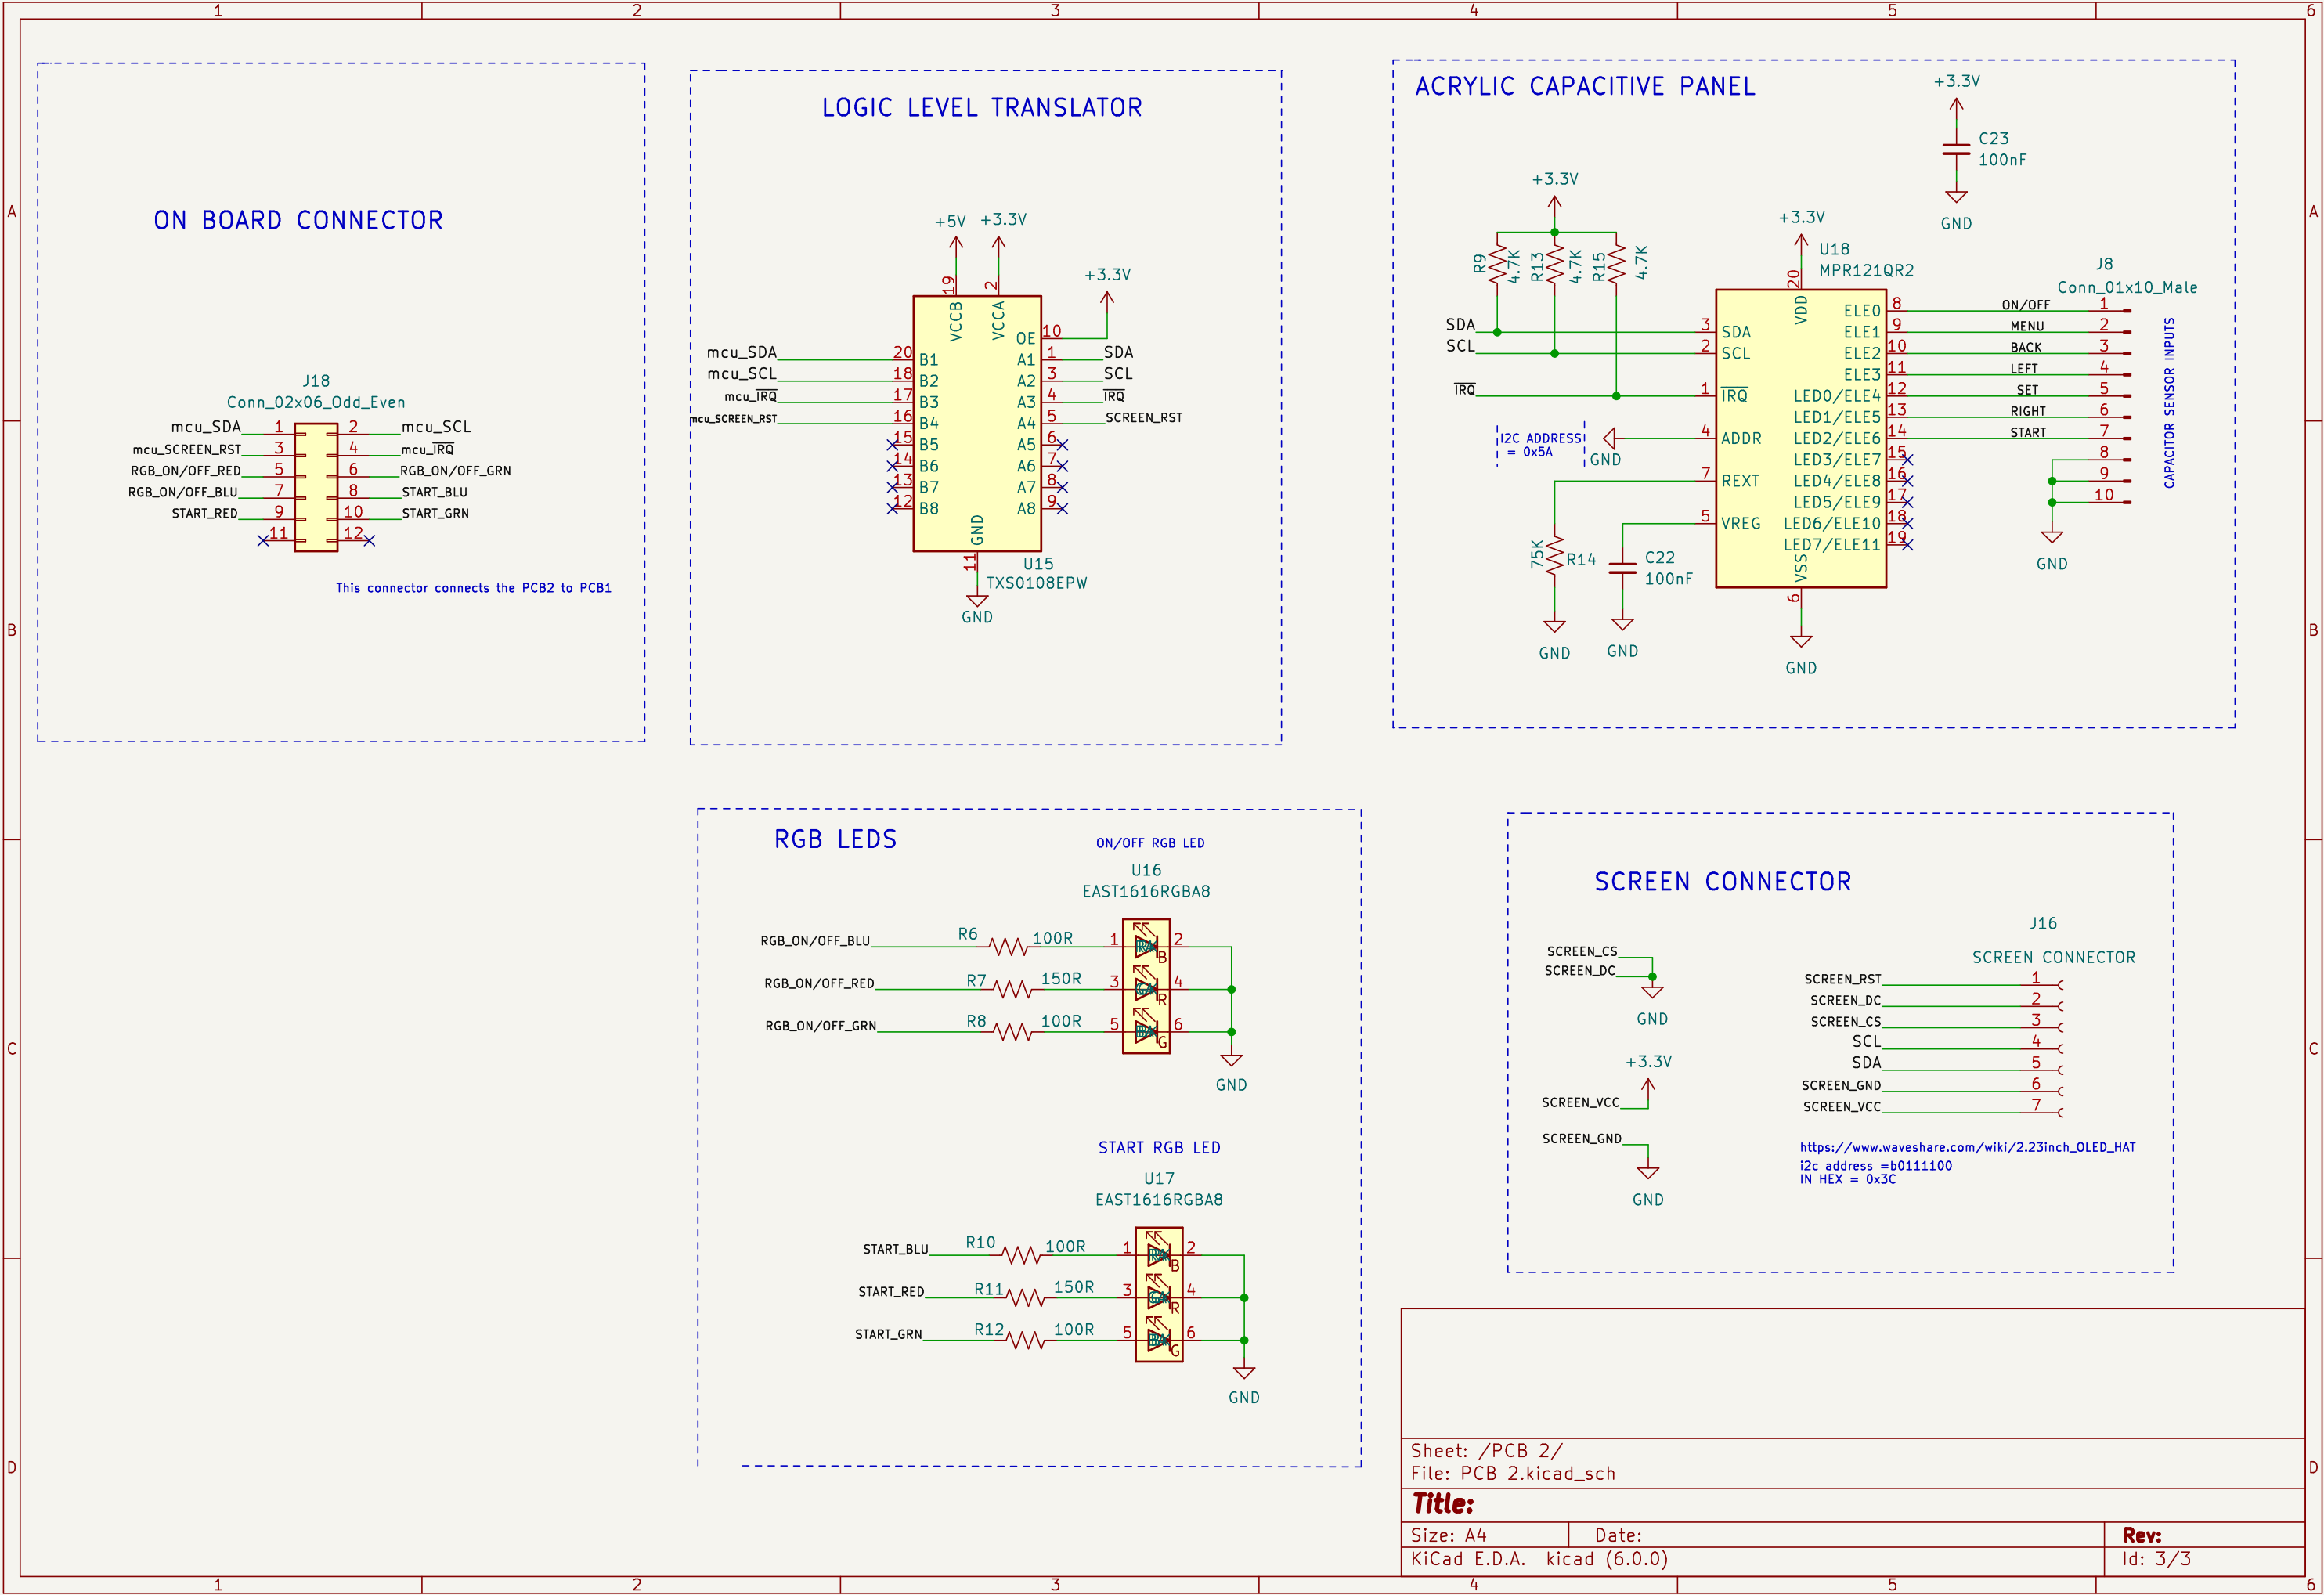 1 2 3 4 5 6
A
B
C
D
ON BOARD CONNECTOR
J18
Conn_02x06_Odd_Even
mcu_SDA 1 2 mcu_SCL
mcu_SCREEN_RST 3 4 mcu_IRQ
RGB_ON/OFF_RED 5 6 RGB_ON/OFF_GRN
RGB_ON/OFF_BLU 7 8 START_BLU
START_RED 9 10 START_GRN
11 12
This connector connects the PCB2 to PCB1
LOGIC LEVEL TRANSLATOR
+5V +3.3V
+3.3V
19 2
VCCB VCCA
OE 10
mcu_SDA 20 B1 A1 1 SDA
mcu_SCL 18 B2 A2 3 SCL
mcu_IRQ 17 B3 A3 4 IRQ
mcu_SCREEN_RST 16 B4 A4 5 SCREEN_RST
15 B5 A5 6
14 B6 A6 7
13 B7 A7 8
12 B8 A8 9
GND
11
U15
TXS0108EPW
GND
ACRYLIC CAPACITIVE PANEL
+3.3V
C23
100nF
GND
+3.3V
R9 4.7K R13 4.7K R15 4.7K
+3.3V
U18
MPR121QR2
20
VDD
SDA 3 SDA
SCL 2 SCL
IRQ 1 IRQ
I2C ADDRESS
= 0x5A
GND
4 ADDR
7 REXT
5 VREG
75K R14
C22
100nF
GND
GND
VSS
6
GND
J8
Conn_01x10_Male
ELE0 8 ON/OFF 1
ELE1 9 MENU 2
ELE2 10 BACK 3
ELE3 11 LEFT 4
LED0/ELE4 12 SET 5
LED1/ELE5 13 RIGHT 6
LED2/ELE6 14 START 7
LED3/ELE7 15 8
LED4/ELE8 16 9
LED5/ELE9 17 10
LED6/ELE10 18
LED7/ELE11 19
GND
CAPACITOR SENSOR INPUTS
RGB LEDS
ON/OFF RGB LED
U16
EAST1616RGBA8
RGB_ON/OFF_BLU R6 100R 1 2 B
RGB_ON/OFF_RED R7 150R 3 4 R
RGB_ON/OFF_GRN R8 100R 5 6 G
GND
START RGB LED
U17
EAST1616RGBA8
START_BLU R10 100R 1 2 B
START_RED R11 150R 3 4 R
START_GRN R12 100R 5 6 G
GND
SCREEN CONNECTOR
SCREEN_CS
SCREEN_DC
GND
+3.3V
SCREEN_VCC
SCREEN_GND
GND
J16
SCREEN CONNECTOR
SCREEN_RST 1
SCREEN_DC 2
SCREEN_CS 3
SCL 4
SDA 5
SCREEN_GND 6
SCREEN_VCC 7
https://www.waveshare.com/wiki/2.23inch_OLED_HAT
i2c address =b0111100
IN HEX = 0x3C
Sheet: /PCB 2/
File: PCB 2.kicad_sch
Title:
Size: A4 Date: Rev:
KiCad E.D.A. kicad (6.0.0) Id: 3/3
A
B
C
D
1 2 3 4 5 6